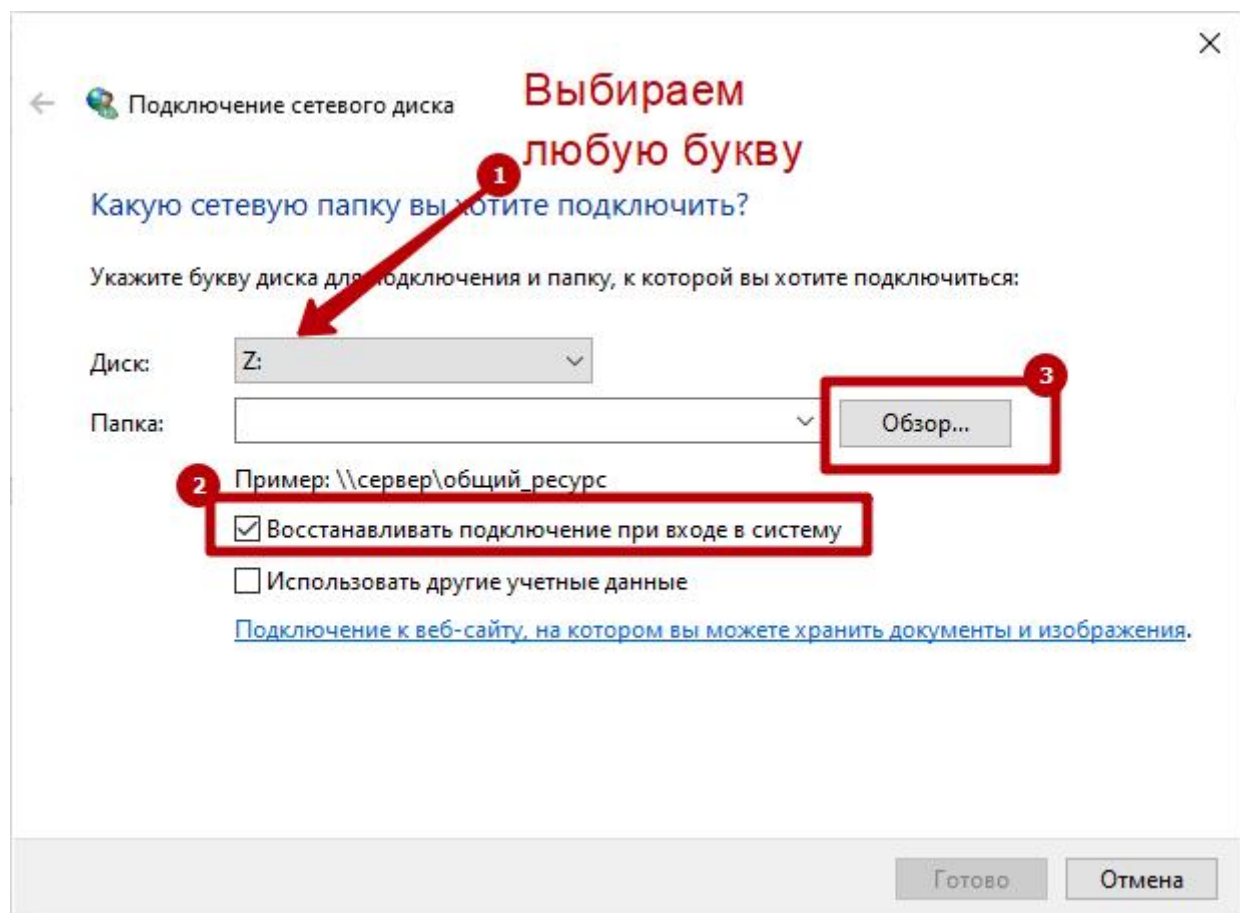 Подключение сетевого диска
Выбираем
любую букву
1
Какую сетевую папку вы хотите подключить?
Укажите букву диска для подключения и папку, к которой вы хотите подключиться:
Диск:
Z:
3
Папка:
Обзор...
2
Пример: \\сервер\общий_ресурс
Восстанавливать подключение при входе в систему
Использовать другие учетные данные
Подключение к веб-сайту, на котором вы можете хранить документы и изображения.
Готово
Отмена